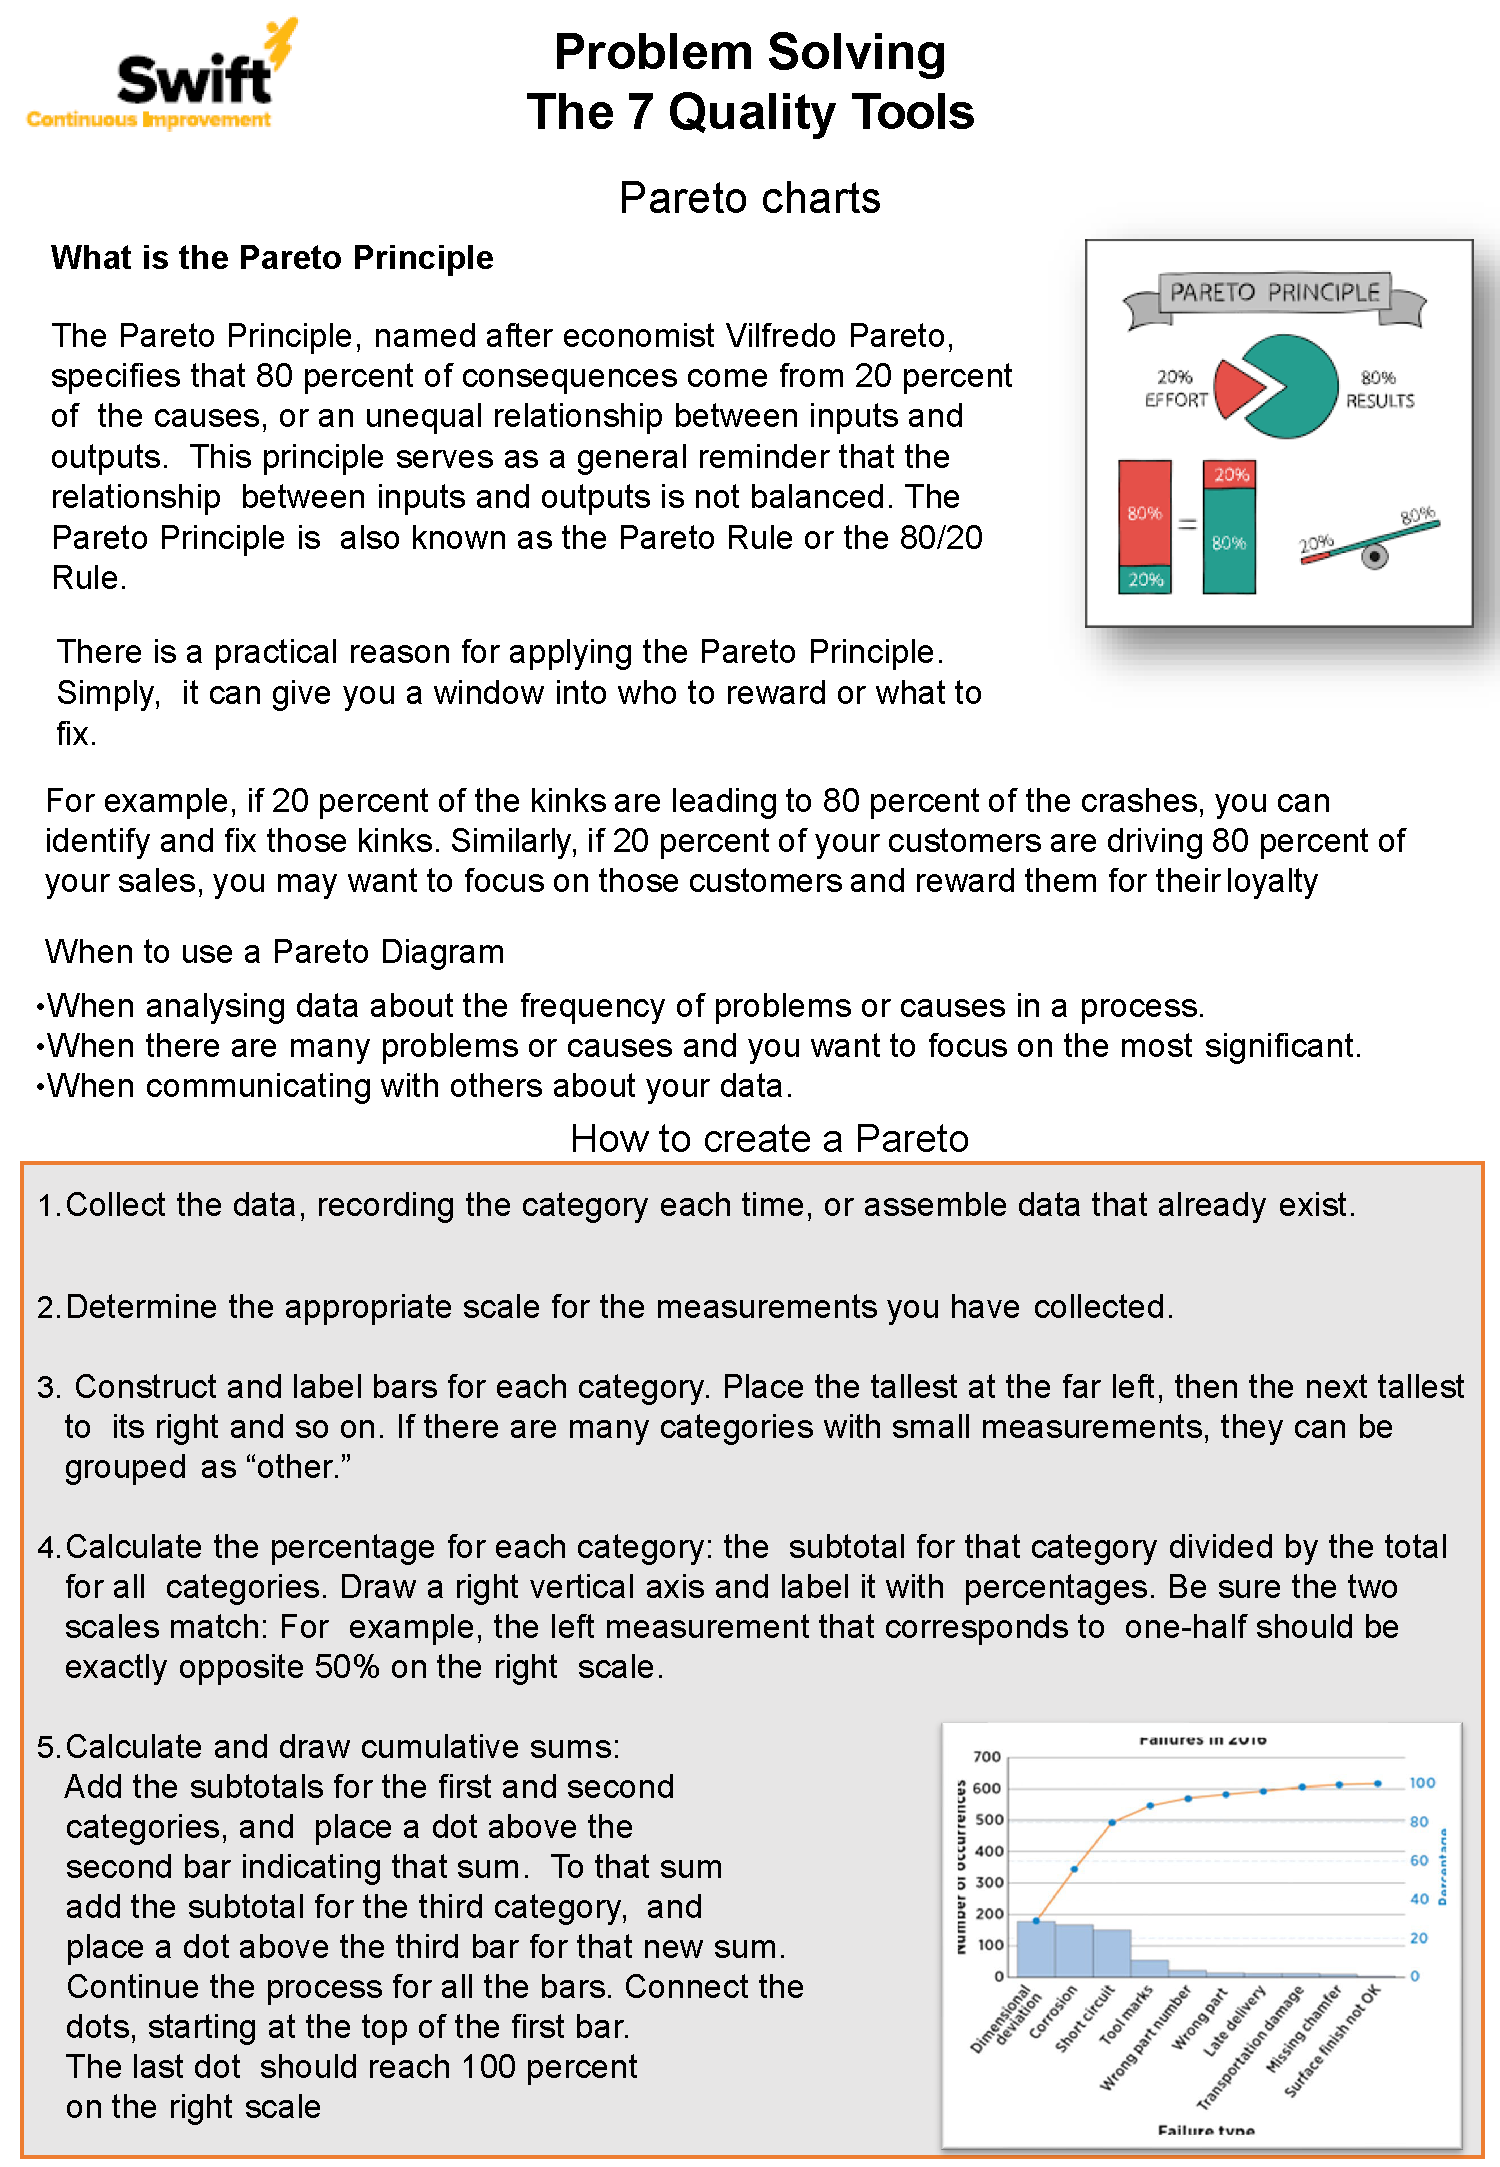 Swift
Continuous Improvement
Problem Solving
The 7 Quality Tools
Pareto charts
What is the Pareto Principle
The Pareto Principle, named after economist Vilfredo Pareto,
specifies that 80 percent of consequences come from 20 percent
of the causes, or an unequal relationship between inputs and
outputs. This principle serves as a general reminder that the
relationship between inputs and outputs is not balanced. The
Pareto Principle is also known as the Pareto Rule or the 80/20
Rule.
PARETO PRINCIPLE
20%
EFFORT
80%
RESULTS
80%
20%
=
20%
80%
20%
80%
There is a practical reason for applying the Pareto Principle.
Simply, it can give you a window into who to reward or what to
fix.
For example, if 20 percent of the kinks are leading to 80 percent of the crashes, you can
identify and fix those kinks. Similarly, if 20 percent of your customers are driving 80 percent of
your sales, you may want to focus on those customers and reward them for their loyalty
When to use a Pareto Diagram
•When analysing data about the frequency of problems or causes in a process.
•When there are many problems or causes and you want to focus on the most significant.
•When communicating with others about your data.
How to create a Pareto
1. Collect the data, recording the category each time, or assemble data that already exist.
2. Determine the appropriate scale for the measurements you have collected.
3. Construct and label bars for each category. Place the tallest at the far left, then the next tallest
to its right and so on. If there are many categories with small measurements, they can be
grouped as “other.”
4. Calculate the percentage for each category: the subtotal for that category divided by the total
for all categories. Draw a right vertical axis and label it with percentages. Be sure the two
scales match: For example, the left measurement that corresponds to one-half should be
exactly opposite 50% on the right scale.
5. Calculate and draw cumulative sums:
Add the subtotals for the first and second
categories, and place a dot above the
second bar indicating that sum. To that sum
add the subtotal for the third category, and
place a dot above the third bar for that new sum.
Continue the process for all the bars. Connect the
dots, starting at the top of the first bar.
The last dot should reach 100 percent
on the right scale
Failures in 2016
Number of occurrences
700
600
500
400
300
200
100
0
100
80
60
40
20
0
Percentage
Dimensional
deviation
Corrosion
Short circuit
Tool marks
Wrong part number
Wrong part
Late delivery
Transportation damage
Missing chamfer
Surface finish not OK
Failure type